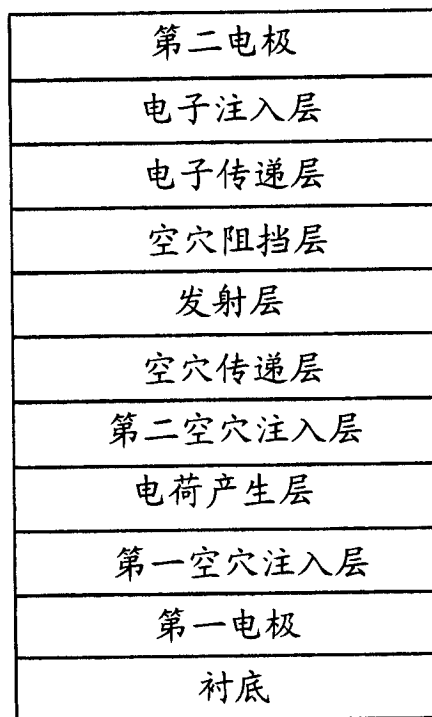 第二电极
电子注入层
电子传递层
空穴阻挡层
发射层
空穴传递层
第二空穴注入层
电荷产生层
第一空穴注入层
第一电极
衬底